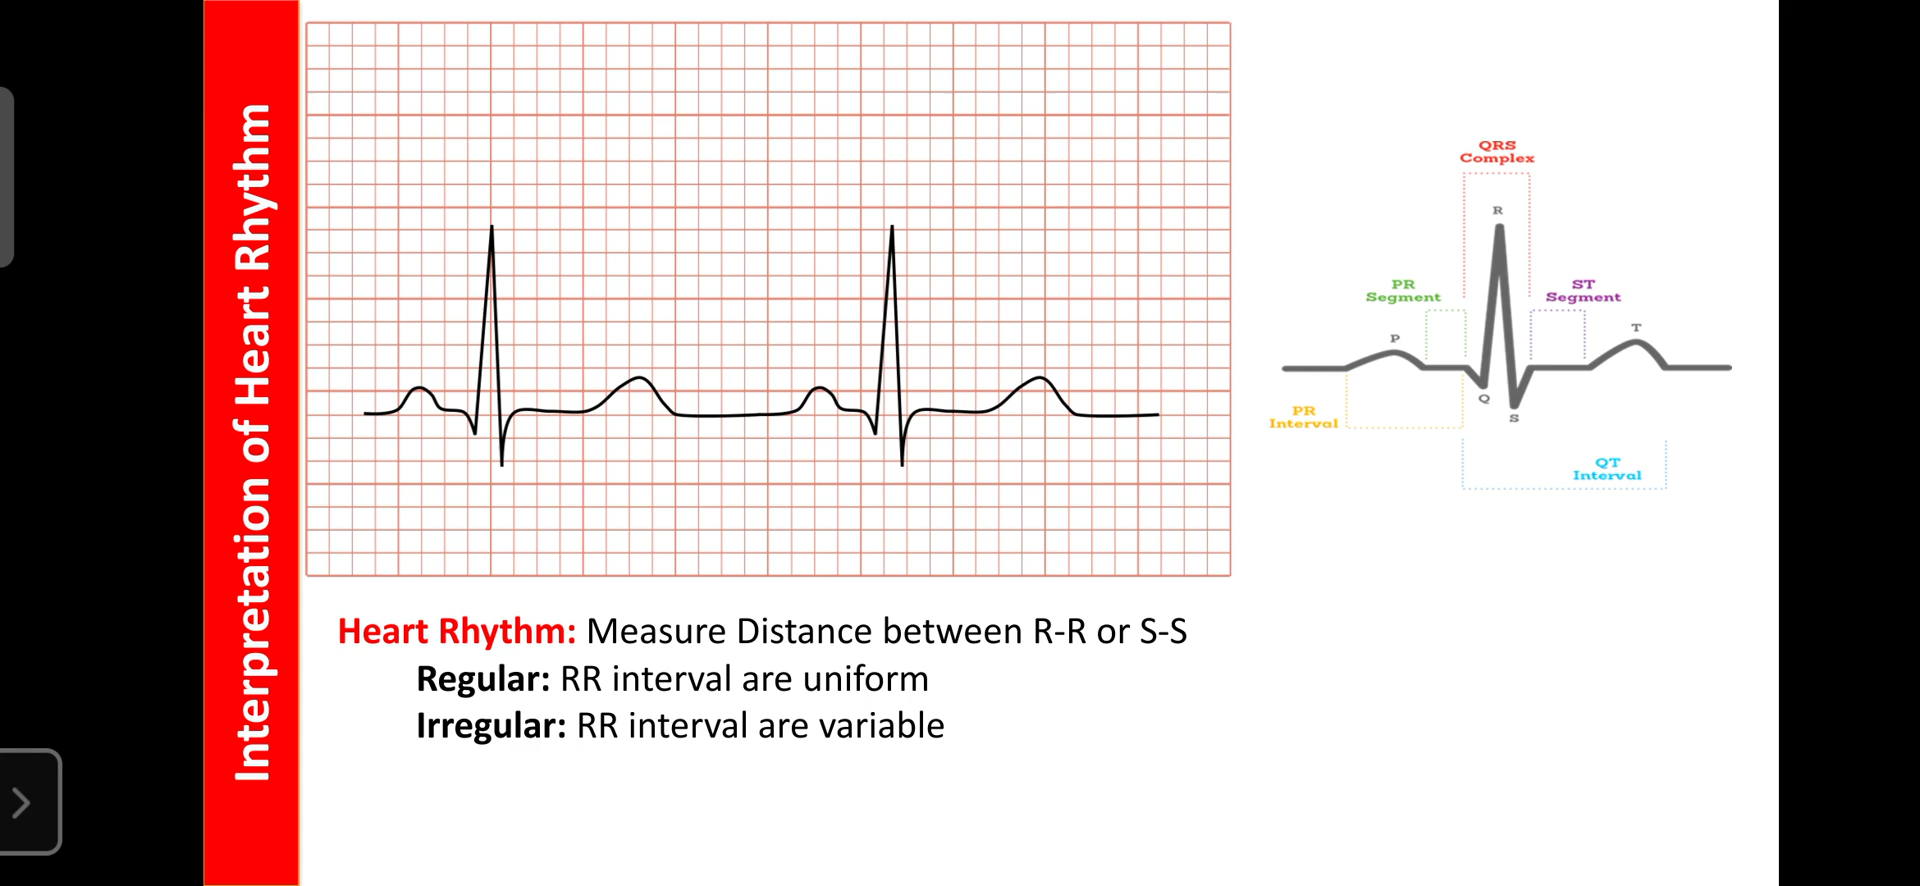 Interpretation of Heart Rhythm
Heart Rhythm: Measure Distance between R-R or S-S
Regular: RR interval are uniform
Irregular: RR interval are variable
QRS
Complex
R
PR
Segment
ST
Segment
P
T
Q
S
PR
Interval
QT
Interval